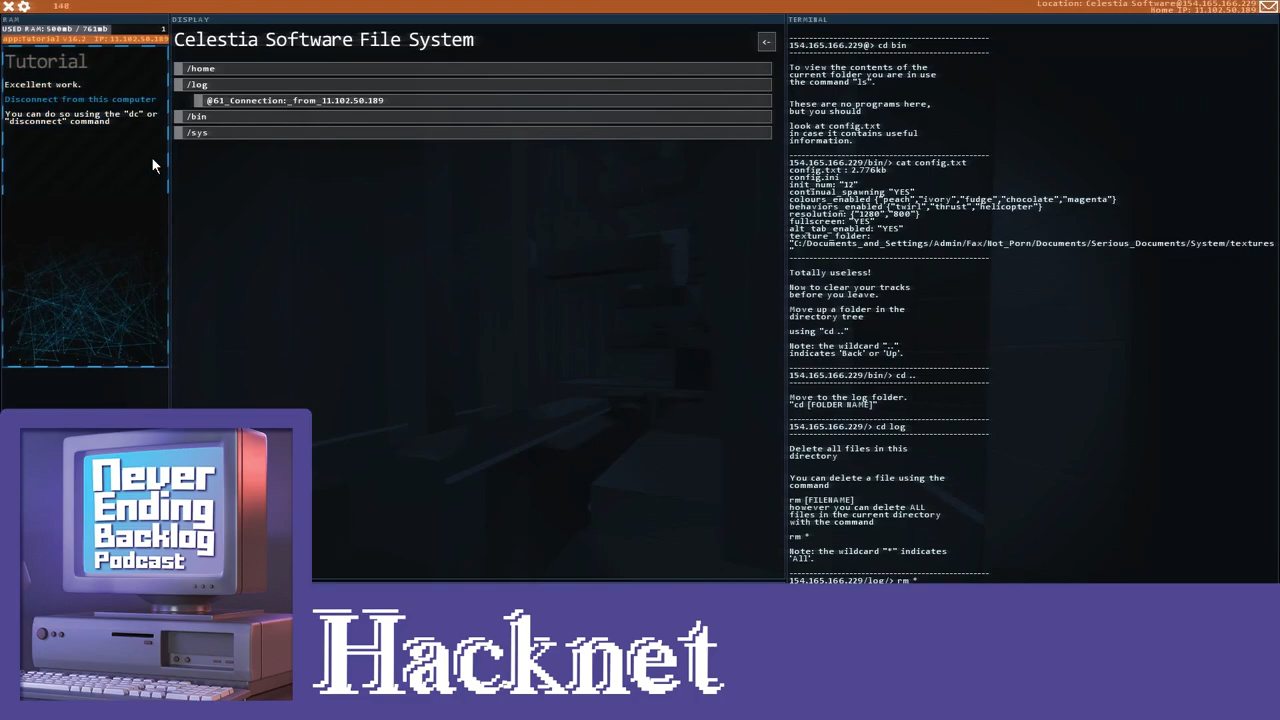 148
Location: Celestia Software@154.165.166.229
Home IP: 11.102.50.189
RAM
USED RAM: 500mb / 761mb
1
app:Tutorial v16.2 IP:11.102.50.189
Tutorial
Excellent work.
Disconnect from this computer
You can do so using the "dc" or
"disconnect" command
DISPLAY
Celestia Software File System
<-
/home
/log
@61_Connection:_from_11.102.50.189
/bin
/sys
TERMINAL
154.165.166.229@> cd bin
To view the contents of the
current folder you are in use
the command "ls".
There are no programs here,
but you should
look at config.txt
in case it contains useful
information.
154.165.166.229/bin/> cat config.txt
config.txt : 2.776kb
config.ini
init_num: "12"
continual_spawning "YES"
colours_enabled {"peach","ivory","fudge","chocolate","magenta"}
behaviors_enabled {"twirl","thrust","helicopter"}
resolution: {"1280","800"}
fullscreen: "YES"
alt_tab_enabled: "YES"
texture_folder:
"C:/Documents_and_Settings/Admin/Fax/Not_Porn/Documents/Serious_Documents/System/textures
"
Totally useless!
Now to clear your tracks
before you leave.
Move up a folder in the
directory tree
using "cd .."
Note: the wildcard ".."
indicates 'Back' or 'Up'.
154.165.166.229/bin/> cd ..
Move to the log folder.
"cd [FOLDER NAME]"
154.165.166.229/> cd log
Delete all files in this
directory
You can delete a file using the
command
rm [FILENAME]
however you can delete ALL
files in the current directory
with the command
rm *
Note: the wildcard "*" indicates
'All'.
154.165.166.229/log/> rm *
Never
Ending
Backlog
Podcast
Hacknet